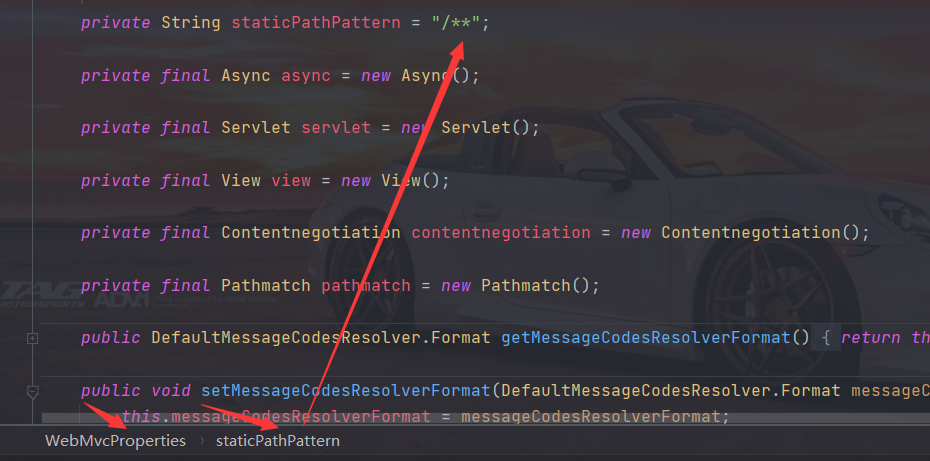 private String staticPathPattern = "/**";
private final Async async = new Async();
private final Servlet servlet = new Servlet();
private final View view = new View();
private final Contentnegotiation contentnegotiation = new Contentnegotiation();
private final Pathmatch pathmatch = new Pathmatch();
public DefaultMessageCodesResolver.Format getMessageCodesResolverFormat() { return th
public void setMessageCodesResolverFormat(DefaultMessageCodesResolver.Format messageC
this.messageCodesResolverFormat = messageCodesResolverFormat;
WebMvcProperties › staticPathPattern